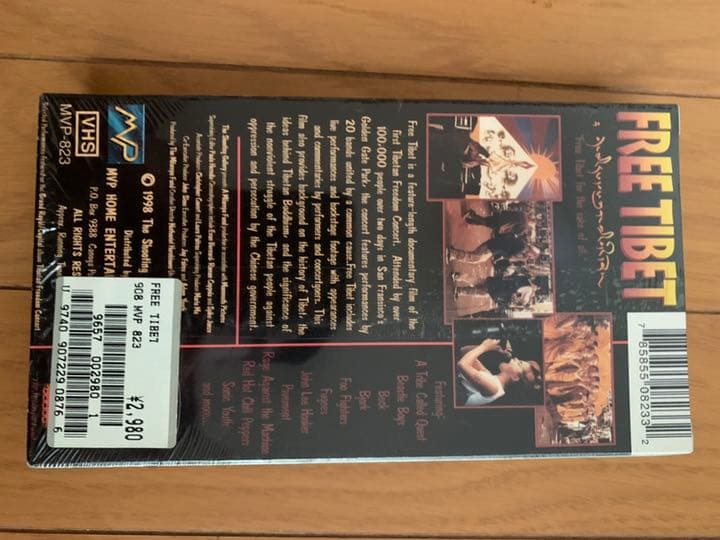 FREE TIBET
"Free Tibet for the sake of all."
7 85855 08233 2
Free Tibet is a feature-length documentary film of the
first Tibetan Freedom Concert. Attended by over
100,000 people over two days in San Francisco's
Golden Gate Park, the concert features performances by
20 bands united by a common cause. Free Tibet includes
live performances and backstage footage with appearances
and commentaries by performers and concertgoers. This
film also provides background on the history of Tibet, the
ideas behind Tibetan Buddhism and the significance of
the nonviolent struggle of the Tibetan people against
oppression and persecution by the Chinese government.
Featuring:
A Tribe Called Quest
Beastie Boys
Beck
Björk
Foo Fighters
Fugees
John Lee Hooker
Pavement
Rage Against the Machine
Red Hot Chili Peppers
Sonic Youth
and more...
© 1998 The Shooting
MVP
MVP HOME ENTERTA
P.O. Box 9388 Canoga P
ALL RIGHTS RES
VHS
MVP-823
FREE TIBET
908 MVP 823
¥2,980
9657 002980 1
17 9740 907229 0876 6